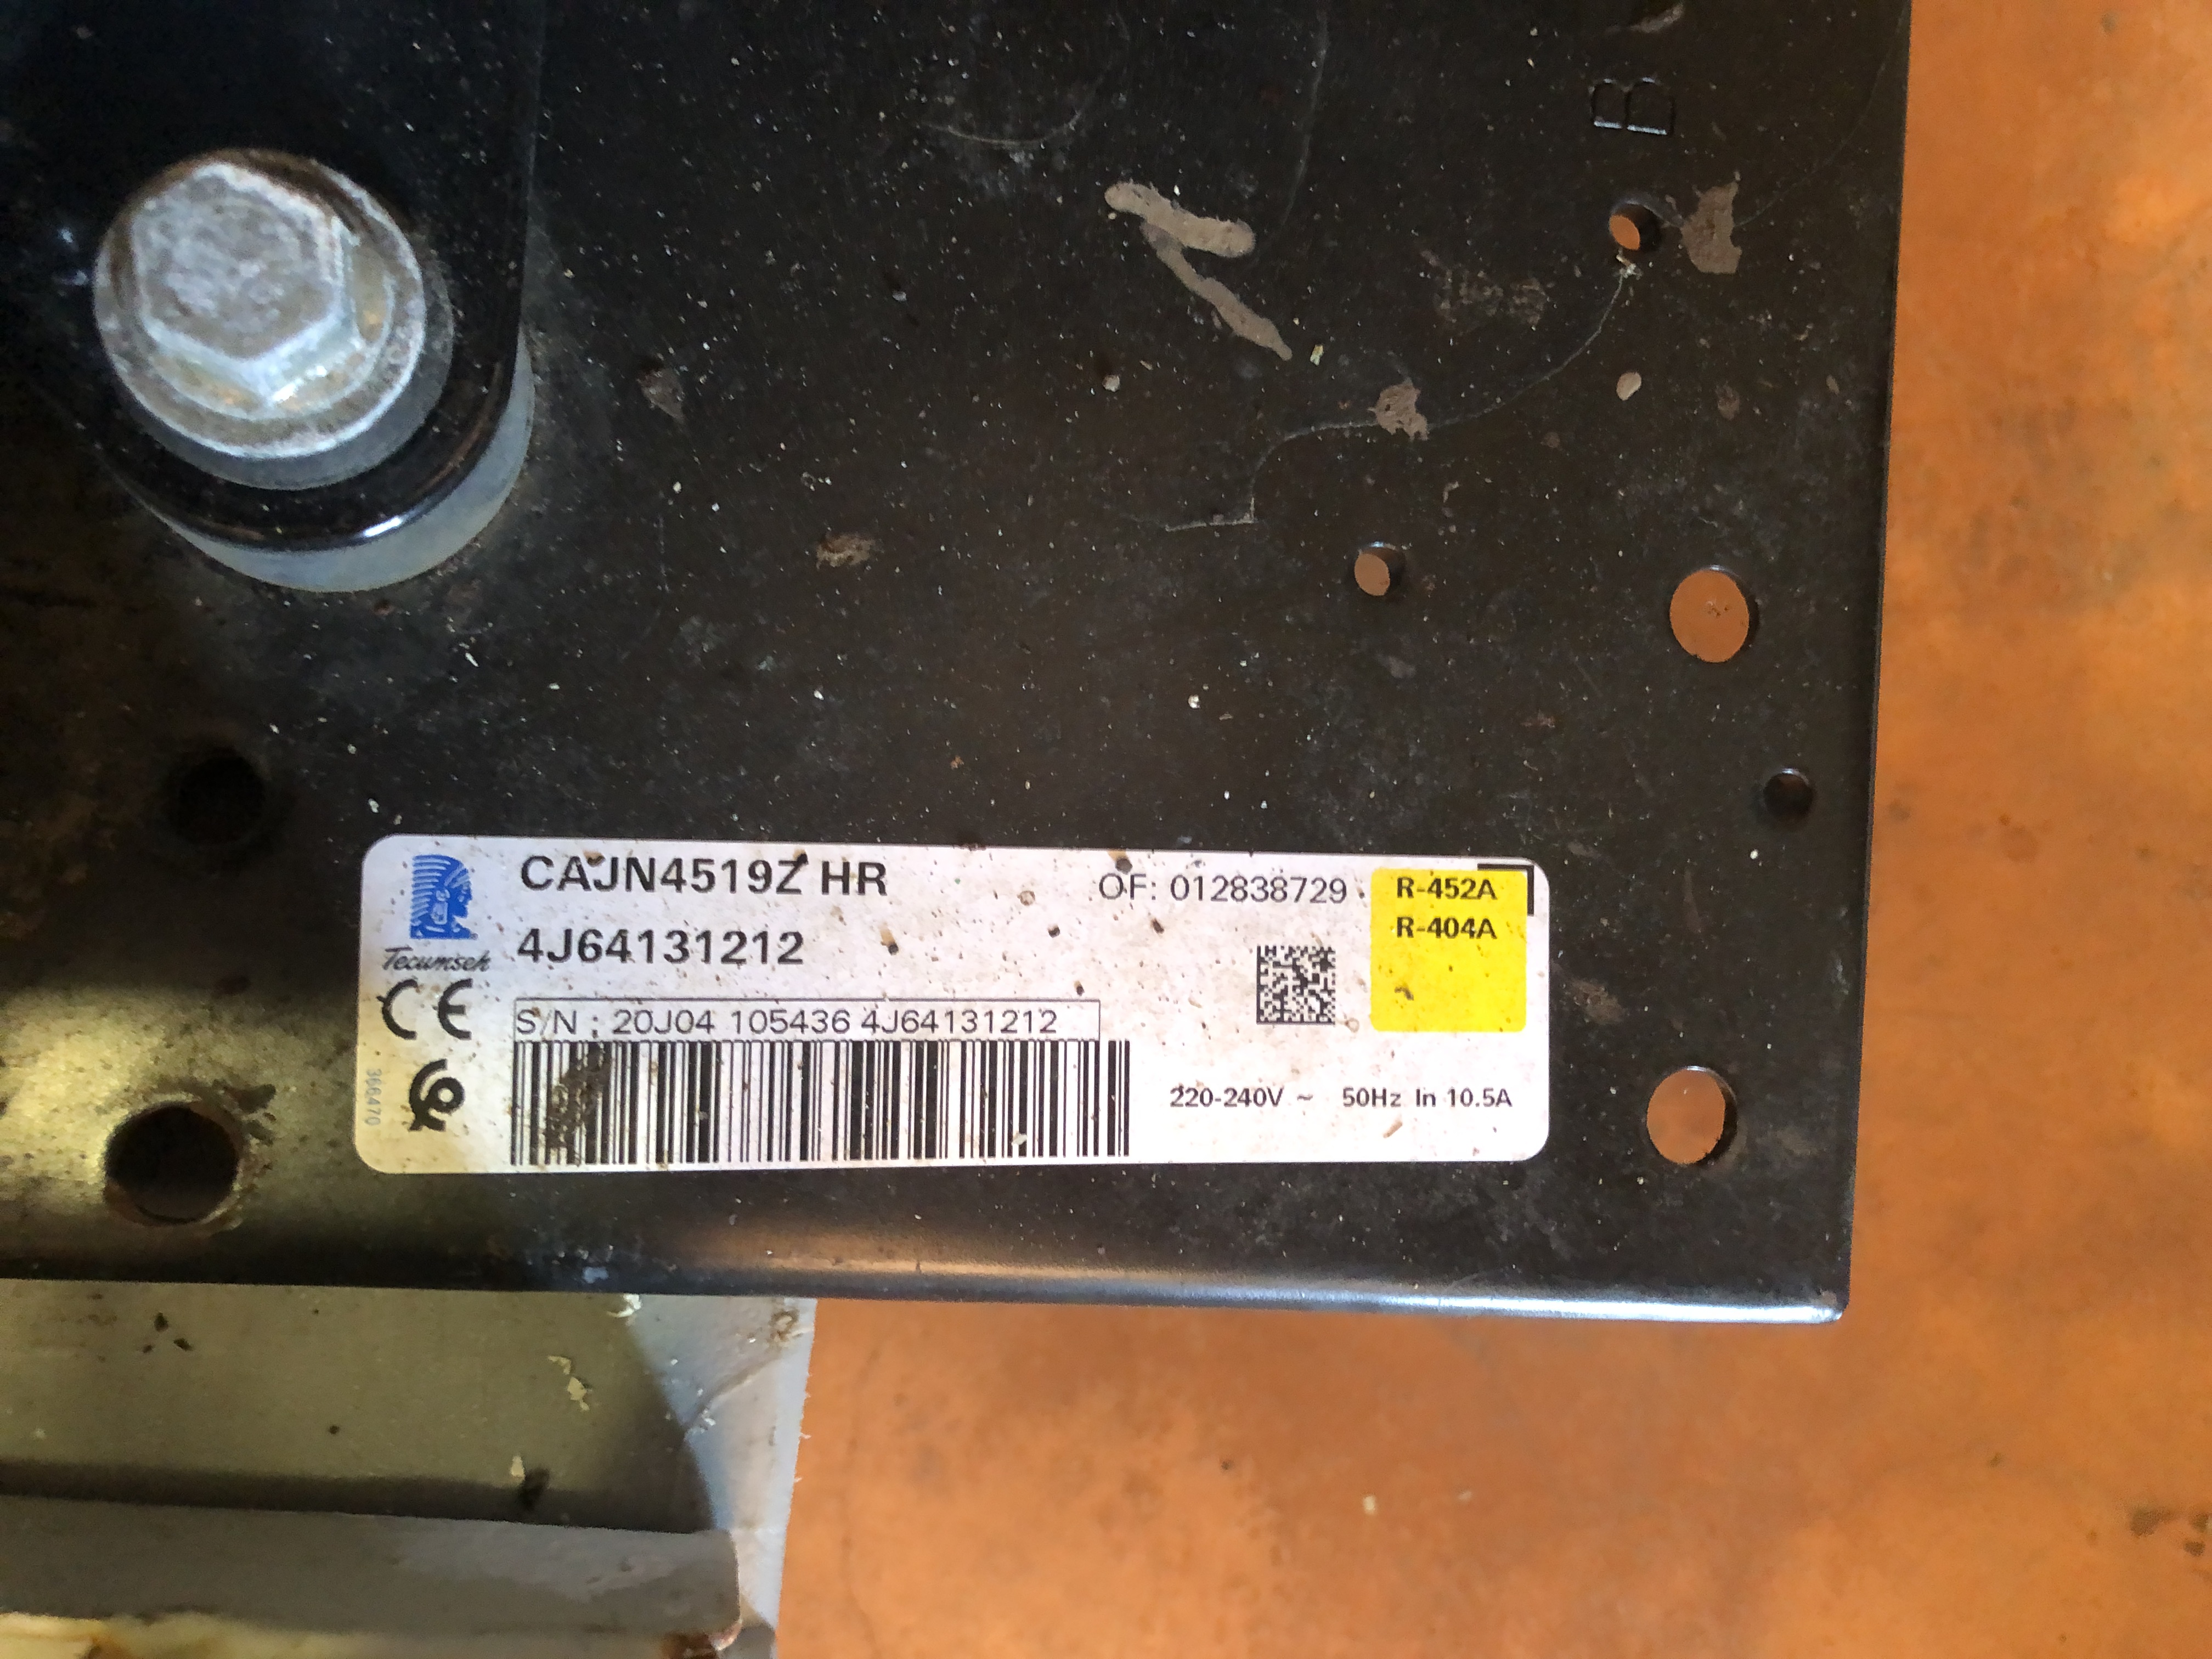 B
CAJN4519Z HR
OF: 012838729
R-452A
R-404A
4J64131212
Tecumseh
CE
S/N : 20J04 105436 4J64131212
366470
220-240V ~ 50Hz In 10.5A